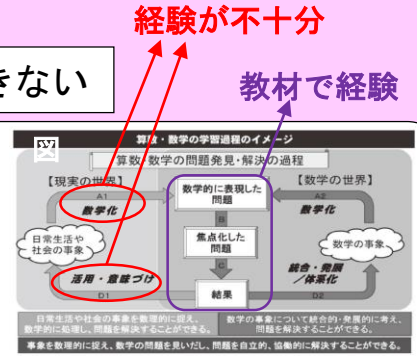 経験が不十分
きない
教材で経験
図
算数・数学の学習過程のイメージ
算数・数学の問題発見・解決の過程
【現実の世界】
【数学の世界】
A1
数学化
数学的に表現した
問題
A2
数学化
B
日常生活や
社会の事象
焦点化した
問題
数学の事象
C
活用・意味づけ
D1
結果
統合・発展
/体系化
D2
日常生活や社会の事象を数理的に捉え、
数学的に処理し、問題を解決することができる。
数学の事象について統合的・発展的に考え、
問題を解決することができる。
事象を数理的に捉え、数学の問題を見いだし、問題を自立的、協働的に解決することができる。